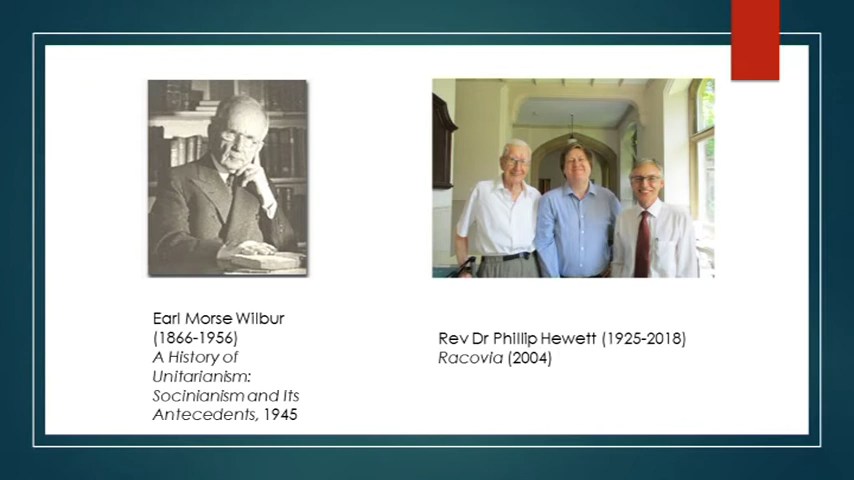 Earl Morse Wilbur
(1866-1956)
A History of
Unitarianism:
Socinianism and Its
Antecedents, 1945
Rev Dr Phillip Hewett (1925-2018)
Racovia (2004)